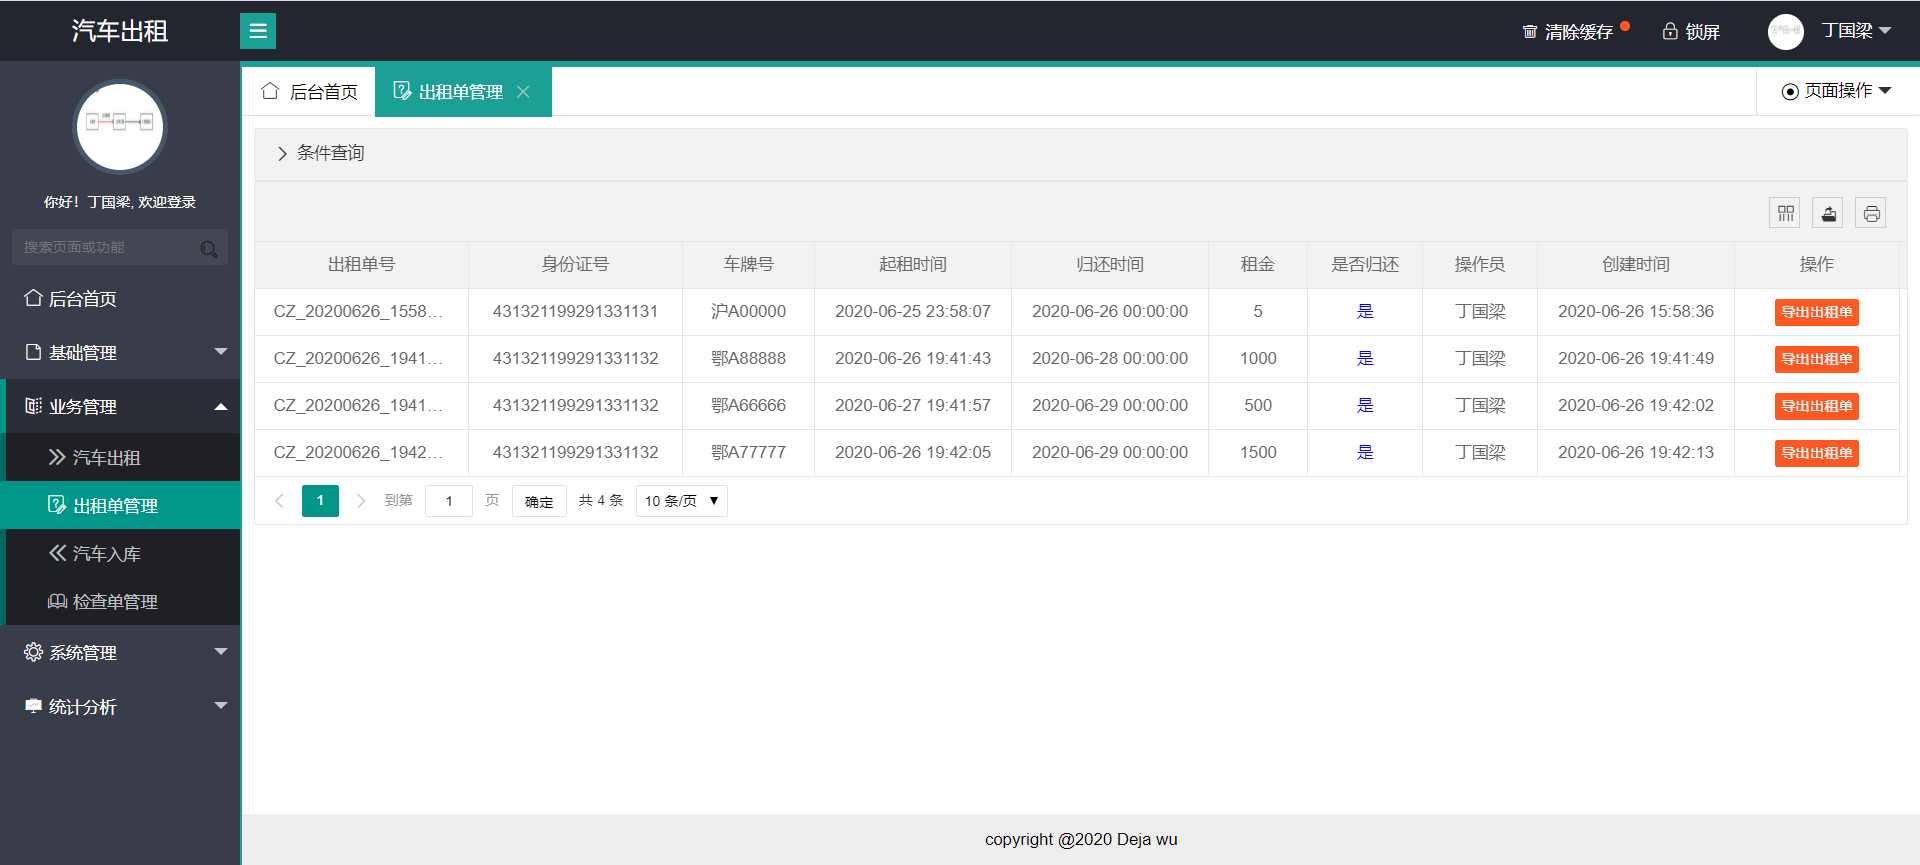 汽车出租
清除缓存
锁屏
丁国梁
你好！丁国梁, 欢迎登录
搜索页面或功能
后台首页
基础管理
业务管理
汽车出租
出租单管理
汽车入库
检查单管理
系统管理
统计分析
后台首页
出租单管理
页面操作
条件查询
出租单号 身份证号 车牌号 起租时间 归还时间 租金 是否归还 操作员 创建时间 操作
CZ_20200626_1558... 431321199291331131 沪A00000 2020-06-25 23:58:07 2020-06-26 00:00:00 5 是 丁国梁 2020-06-26 15:58:36 导出出租单
CZ_20200626_1941... 431321199291331132 鄂A88888 2020-06-26 19:41:43 2020-06-28 00:00:00 1000 是 丁国梁 2020-06-26 19:41:49 导出出租单
CZ_20200626_1941... 431321199291331132 鄂A66666 2020-06-27 19:41:57 2020-06-29 00:00:00 500 是 丁国梁 2020-06-26 19:42:02 导出出租单
CZ_20200626_1942... 431321199291331132 鄂A77777 2020-06-26 19:42:05 2020-06-29 00:00:00 1500 是 丁国梁 2020-06-26 19:42:13 导出出租单
1 到第 1 页 确定 共 4 条 10 条/页
copyright @2020 Deja wu